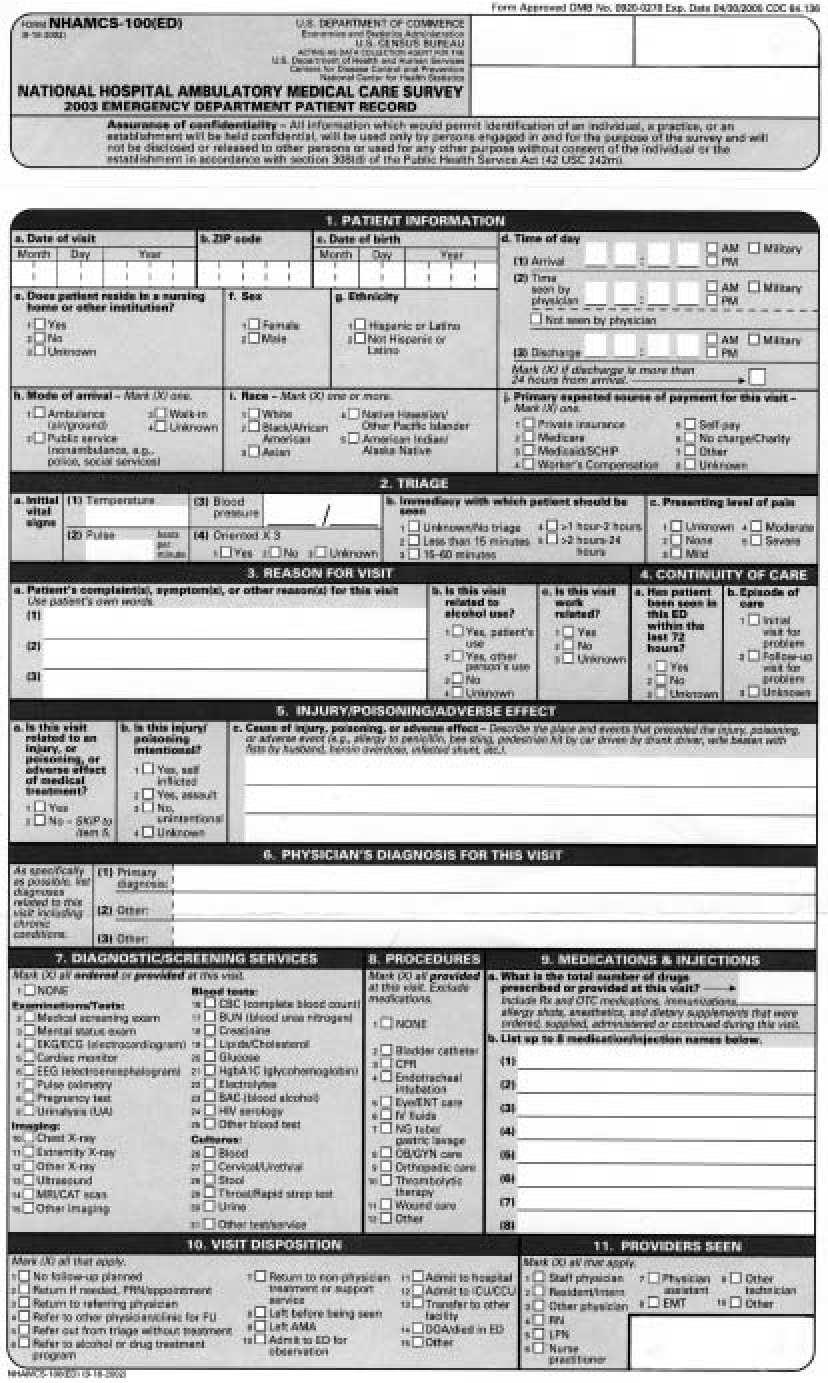 Form Approved OMB No. 0920-0278 Exp. Date 04/30/2005 CDC 64.136
FORM NHAMCS-100(ED)
(9-18-2002)
U.S. DEPARTMENT OF COMMERCE
Economics and Statistics Administration
U.S. CENSUS BUREAU
ACTING AS DATA COLLECTION AGENT FOR THE
U.S. Department of Health and Human Services
Centers for Disease Control and Prevention
National Center for Health Statistics
NATIONAL HOSPITAL AMBULATORY MEDICAL CARE SURVEY
2003 EMERGENCY DEPARTMENT PATIENT RECORD
Assurance of confidentiality – All information which would permit identification of an individual, a practice, or an
establishment will be held confidential, will be used only by persons engaged in and for the purpose of the survey and will
not be disclosed or released to other persons or used for any other purpose without consent of the individual or the
establishment in accordance with section 308(d) of the Public Health Service Act (42 USC 242m).
1. PATIENT INFORMATION
a. Date of visit
Month Day Year
b. ZIP code
c. Date of birth
Month Day Year
d. Time of day
(1) Arrival : AM Military
PM
(2) Time
seen by
physician : AM Military
PM
Not seen by physician
(3) Discharge : AM Military
PM
Mark (X) if discharge is more than
24 hours from arrival.
e. Does patient reside in a nursing
home or other institution?
1 Yes
2 No
3 Unknown
f. Sex
1 Female
2 Male
g. Ethnicity
1 Hispanic or Latino
2 Not Hispanic or
Latino
h. Mode of arrival – Mark (X) one.
1 Ambulance
(air/ground)
2 Public service
(nonambulance, e.g.,
police, social services)
3 Walk-in
4 Unknown
i. Race – Mark (X) one or more.
1 White
2 Black/African
American
3 Asian
4 Native Hawaiian/
Other Pacific Islander
5 American Indian/
Alaska Native
j. Primary expected source of payment for this visit –
Mark (X) one.
1 Private insurance
2 Medicare
3 Medicaid/SCHIP
4 Worker's Compensation
5 Self-pay
6 No charge/Charity
7 Other
8 Unknown
2. TRIAGE
a. Initial
vital
signs
(1) Temperature
(2) Pulse
beats
per
minute
(3) Blood
pressure /
(4) Oriented X 3
1 Yes 2 No 3 Unknown
b. Immediacy with which patient should be
seen
1 Unknown/No triage
2 Less than 15 minutes
3 15-60 minutes
4 >1 hour-2 hours
5 >2 hours-24
hours
c. Presenting level of pain
1 Unknown
2 None
3 Mild
4 Moderate
5 Severe
3. REASON FOR VISIT
a. Patient's complaint(s), symptom(s), or other reason(s) for this visit
Use patient's own words.
(1)
(2)
(3)
b. Is this visit
related to
alcohol use?
1 Yes, patient's
use
2 Yes, other
person's use
3 No
4 Unknown
c. Is this visit
work
related?
1 Yes
2 No
3 Unknown
4. CONTINUITY OF CARE
a. Has patient
been seen in
this ED
within the
last 72
hours?
1 Yes
2 No
3 Unknown
b. Episode of
care
1 Initial
visit for
problem
2 Follow-up
visit for
problem
3 Unknown
5. INJURY/POISONING/ADVERSE EFFECT
a. Is this visit
related to an
injury, or
poisoning, or
adverse effect
of medical
treatment?
1 Yes
2 No – SKIP to
item 6.
b. Is this injury/
poisoning
intentional?
1 Yes, self
inflicted
2 Yes, assault
3 No,
unintentional
4 Unknown
c. Cause of injury, poisoning, or adverse effect – Describe the place and events that preceded the injury, poisoning,
or adverse event (e.g., allergy to penicillin, bee sting, pedestrian hit by car driven by drunk driver, wife beaten with
fists by husband, heroin overdose, infected shunt, etc.).
6. PHYSICIAN'S DIAGNOSIS FOR THIS VISIT
As specifically
as possible, list
diagnoses
related to this
visit including
chronic
conditions.
(1) Primary
diagnosis:
(2) Other:
(3) Other:
7. DIAGNOSTIC/SCREENING SERVICES
Mark (X) all ordered or provided at this visit.
1 NONE
Examinations/Tests:
2 Medical screening exam
3 Mental status exam
4 EKG/ECG (electrocardiogram)
5 Cardiac monitor
6 EEG (electroencephalogram)
7 Pulse oximetry
8 Pregnancy test
9 Urinalysis (UA)
Imaging:
10 Chest X-ray
11 Extremity X-ray
12 Other X-ray
13 Ultrasound
14 MRI/CAT scan
15 Other imaging
Blood tests:
16 CBC (complete blood count)
17 BUN (blood urea nitrogen)
18 Creatinine
19 Lipids/Cholesterol
20 Glucose
21 HgbA1C (glycohemoglobin)
22 Electrolytes
23 BAC (blood alcohol)
24 HIV serology
25 Other blood test
Cultures:
26 Blood
27 Cervical/Urethral
28 Stool
29 Throat/Rapid strep test
30 Urine
31 Other test/service
8. PROCEDURES
Mark (X) all provided
at this visit. Exclude
medications.
1 NONE
2 Bladder catheter
3 CPR
4 Endotracheal
intubation
5 Eye/ENT care
6 IV fluids
7 NG tube/
gastric lavage
8 OB/GYN care
9 Orthopedic care
10 Thrombolytic
therapy
11 Wound care
12 Other
9. MEDICATIONS & INJECTIONS
a. What is the total number of drugs
prescribed or provided at this visit?
Include Rx and OTC medications, immunizations,
allergy shots, anesthetics, and dietary supplements that were
ordered, supplied, administered or continued during this visit.
b. List up to 8 medication/injection names below.
(1)
(2)
(3)
(4)
(5)
(6)
(7)
(8)
10. VISIT DISPOSITION
Mark (X) all that apply.
1 No follow-up planned
2 Return if needed, PRN/appointment
3 Return to referring physician
4 Refer to other physician/clinic for FU
5 Refer out from triage without treatment
6 Refer to alcohol or drug treatment
program
7 Return to non-physician
treatment or support
service
8 Left before being seen
9 Left AMA
10 Admit to ED for
observation
11 Admit to hospital
12 Admit to ICU/CCU
13 Transfer to other
facility
14 DOA/died in ED
15 Other
11. PROVIDERS SEEN
Mark (X) all that apply.
1 Staff physician
2 Resident/Intern
3 Other physician
4 RN
5 LPN
6 Nurse
practitioner
7 Physician
assistant
8 EMT
9 Other
technician
10 Other
NHAMCS-100(ED) (9-18-2002)